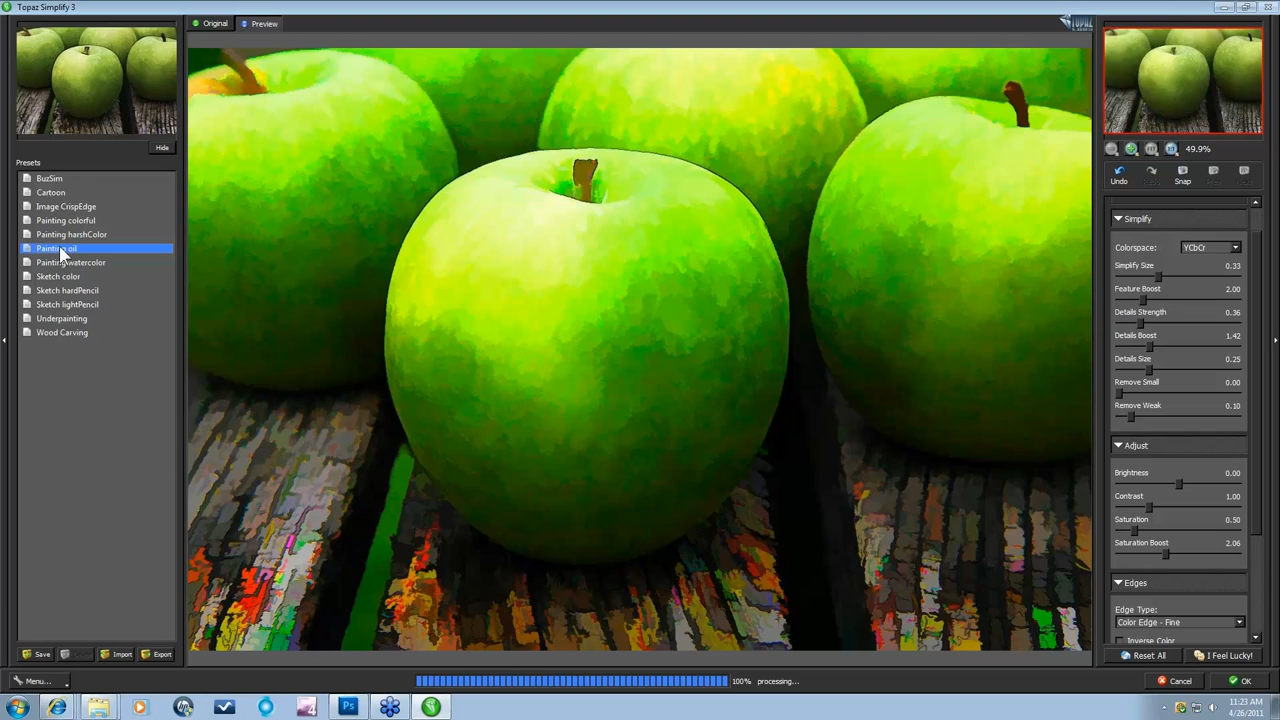 Topaz Simplify 3
Original
Preview
TOPAZ
Hide
Presets
BuzSim
Cartoon
Image CrispEdge
Painting colorful
Painting harshColor
Painting oil
Painting watercolor
Sketch color
Sketch hardPencil
Sketch lightPencil
Underpainting
Wood Carving
Save
Import
Export
Menu...
100% processing...
49.9%
Undo
Snap
Simplify
Colorspace: YCbCr
Simplify Size 0.33
Feature Boost 2.00
Details Strength 0.36
Details Boost 1.42
Details Size 0.25
Remove Small 0.00
Remove Weak 0.10
Adjust
Brightness 0.00
Contrast 1.00
Saturation 0.50
Saturation Boost 2.06
Edges
Edge Type:
Color Edge - Fine
Inverse Color
Reset All
I Feel Lucky!
Cancel
OK
Ps
11:23 AM
4/26/2011